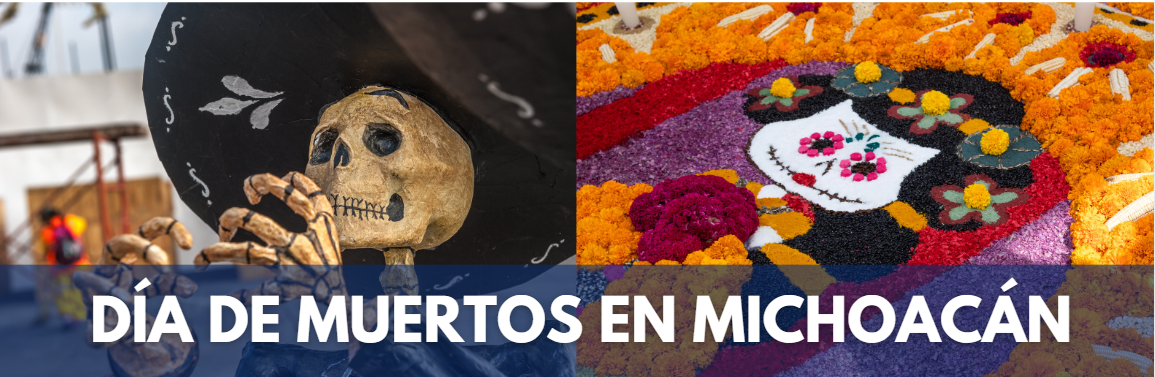 DÍA DE MUERTOS EN MICHOACÁN